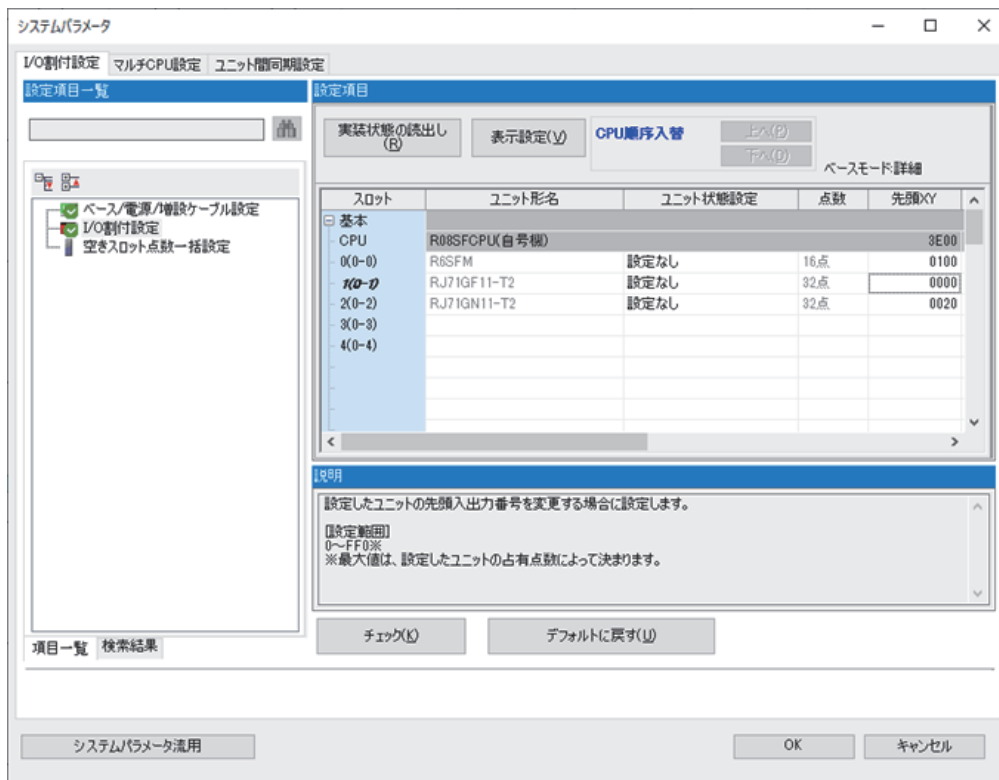 システムパラメータ
I/O割付設定 マルチCPU設定 ユニット間同期設定
設定項目一覧
ベース/電源/増設ケーブル設定
I/O割付設定
空きスロット点数一括設定
項目一覧 検索結果
設定項目
実装状態の読出し(R)
表示設定(V)
CPU順序入替
上へ(P)
下へ(D)
ベースモード:詳細
スロット ユニット形名 ユニット状態設定 点数 先頭XY
基本
CPU R08SFCPU(自号機) 3E00
0(0-0) R6SFM 設定なし 16点 0100
1(0-1) RJ71GF11-T2 設定なし 32点 0000
2(0-2) RJ71GN11-T2 設定なし 32点 0020
3(0-3)
4(0-4)
説明
設定したユニットの先頭入出力番号を変更する場合に設定します。
[設定範囲]
0～FF0※
※最大値は、設定したユニットの占有点数によって決まります。
チェック(K) デフォルトに戻す(U)
システムパラメータ流用 OK キャンセル